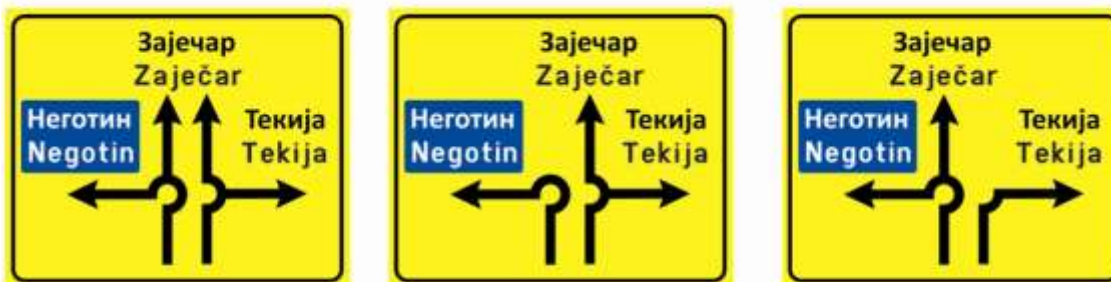 Зајечар
Zaječar
Неготин
Negotin
Текија
Tekija
Зајечар
Zaječar
Неготин
Negotin
Текија
Tekija
Зајечар
Zaječar
Неготин
Negotin
Текија
Tekija